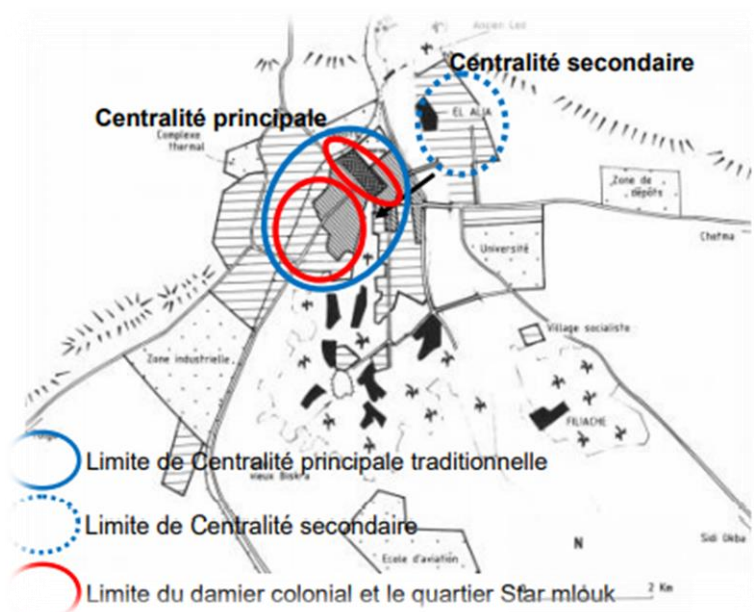 Ancien Lac
Centralité secondaire
EL ALIA
Centralité principale
Complexe
thermal
Zone de
dépôts
Chetma
Université
Village socialiste
Zone industrielle
FILIACHE
Limite de Centralité principale traditionnelle
vieux Biskra
Limite de Centralité secondaire
N
Sidi Okba
Ecole d'aviation
Limite du damier colonial et le quartier Star mlouk
2 Km